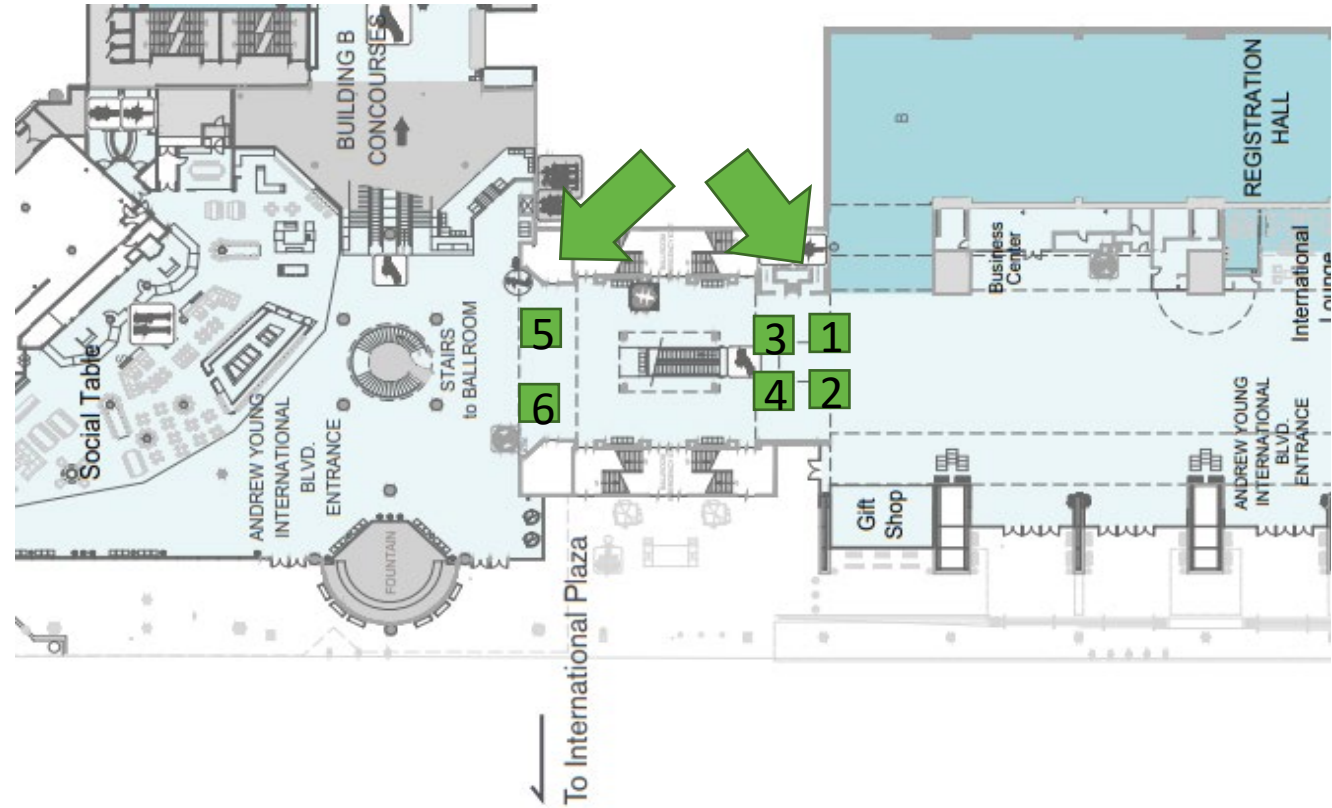 BUILDING B
CONCOURSES
REGISTRATION
HALL
B
Business
Center
International
Lounge
Social Table
STAIRS
to BALLROOM
5
6
3
1
4
2
ANDREW YOUNG
INTERNATIONAL
BLVD.
ENTRANCE
ANDREW YOUNG
INTERNATIONAL
BLVD.
ENTRANCE
Gift
Shop
FOUNTAIN
To International Plaza